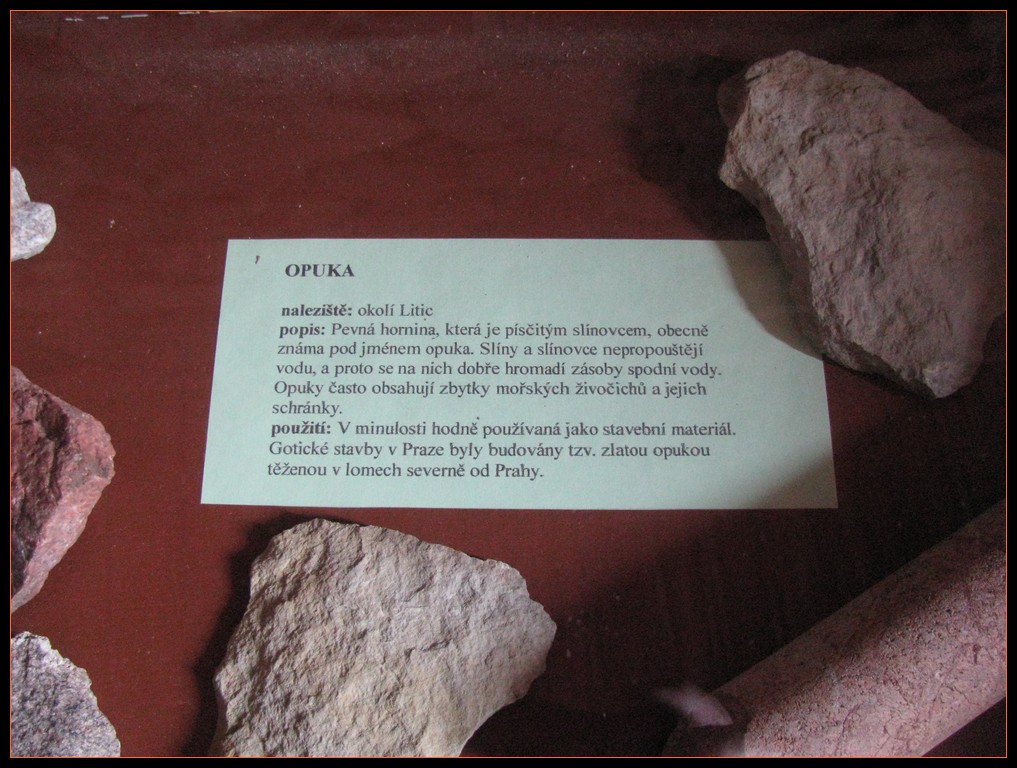 OPUKA
naleziště: okolí Litic
popis: Pevná hornina, která je písčitým slínovcem, obecně
známa pod jménem opuka. Slíny a slínovce nepropouštějí
vodu, a proto se na nich dobře hromadí zásoby spodní vody.
Opuky často obsahují zbytky mořských živočichů a jejich
schránky.
použití: V minulosti hodně používaná jako stavební materiál.
Gotické stavby v Praze byly budovány tzv. zlatou opukou
těženou v lomech severně od Prahy.